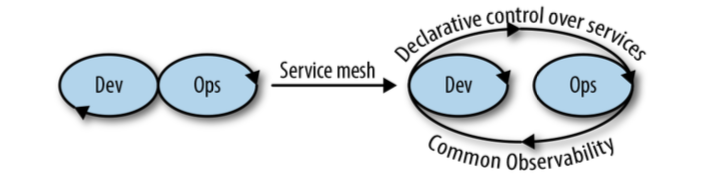 Dev
Ops
Service mesh
Declarative control over services
Dev
Ops
Common Observability